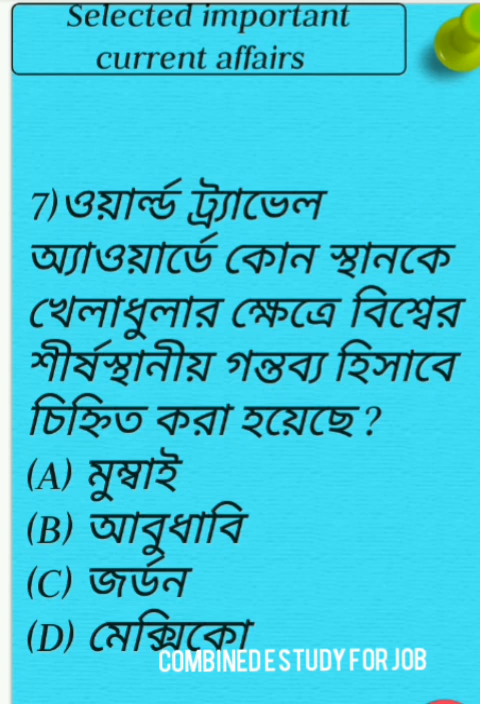 Selected important
current affairs
7)ওয়ার্ল্ড ট্র্যাভেল
অ্যাওয়ার্ডে কোন স্থানকে
খেলাধুলার ক্ষেত্রে বিশ্বের
শীর্ষস্থানীয় গন্তব্য হিসাবে
চিহ্নিত করা হয়েছে?
(A) মুম্বাই
(B) আবুধাবি
(C) জর্ডন
(D) মেক্সিকো
COMBINED E STUDY FOR JOB